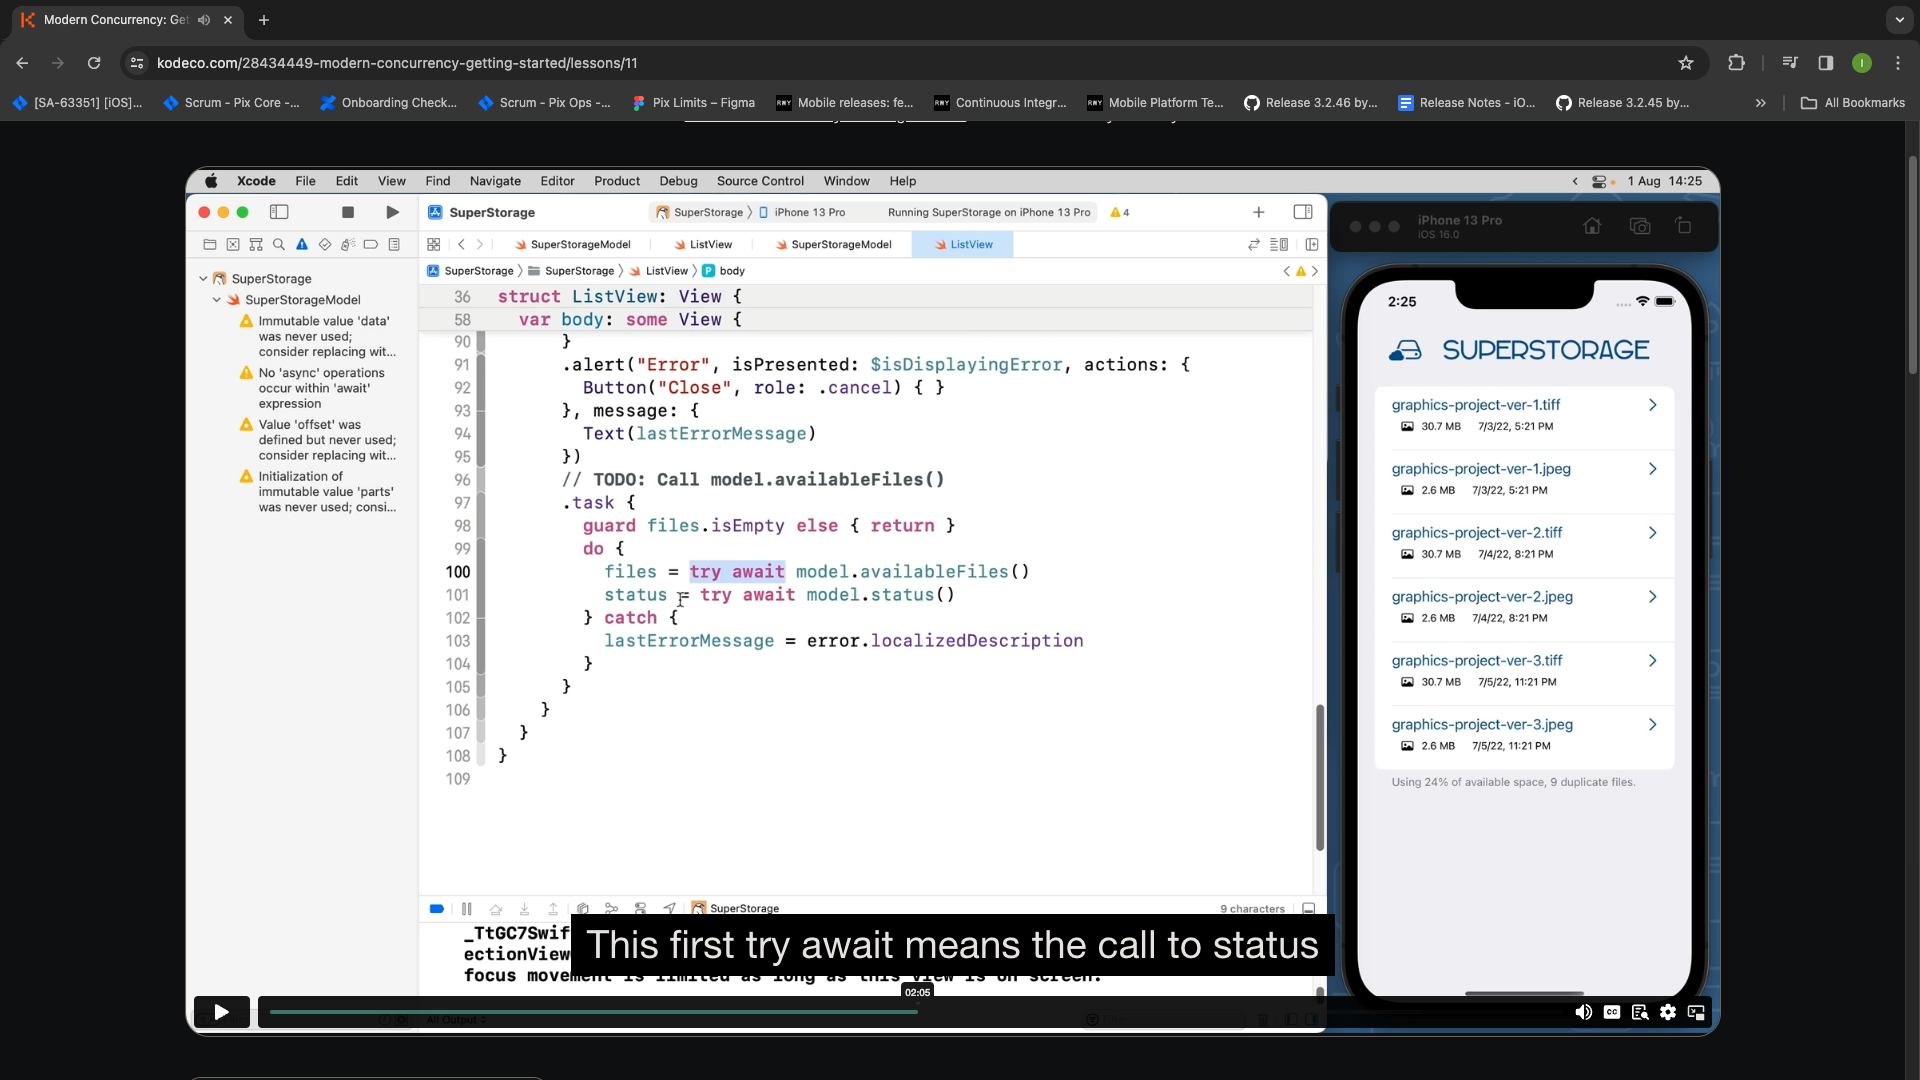 Modern Concurrency: Get
kodeco.com/28434449-modern-concurrency-getting-started/lessons/11
[SA-63351] [iOS]...
Scrum - Pix Core -...
Onboarding Check...
Scrum - Pix Ops -...
Pix Limits – Figma
RWY Mobile releases: fe...
RWY Continuous Integr...
RWY Mobile Platform Te...
Release 3.2.46 by...
Release Notes - iO...
Release 3.2.45 by...
»
All Bookmarks
Xcode File Edit View Find Navigate Editor Product Debug Source Control Window Help
1 Aug 14:25
SuperStorage
SuperStorage 〉 iPhone 13 Pro
Running SuperStorage on iPhone 13 Pro
4
SuperStorageModel
ListView
SuperStorageModel
ListView
SuperStorage 〉 SuperStorage 〉 ListView 〉 P body
SuperStorage
SuperStorageModel
Immutable value 'data'
was never used;
consider replacing wit...
No 'async' operations
occur within 'await'
expression
Value 'offset' was
defined but never used;
consider replacing wit...
Initialization of
immutable value 'parts'
was never used; consi...
36 struct ListView: View {
58 var body: some View {
90 }
91 .alert("Error", isPresented: $isDisplayingError, actions: {
92 Button("Close", role: .cancel) { }
93 }, message: {
94 Text(lastErrorMessage)
95 })
96 // TODO: Call model.availableFiles()
97 .task {
98 guard files.isEmpty else { return }
99 do {
100 files = try await model.availableFiles()
101 status = try await model.status()
102 } catch {
103 lastErrorMessage = error.localizedDescription
104 }
105 }
106 }
107 }
108 }
109
SuperStorage
9 characters
_TtGC7Swif
ectionView
focus movement is limited as long as this view is on screen.
This first try await means the call to status
02:05
All Output
CC
iPhone 13 Pro
iOS 16.0
2:25
SUPERSTORAGE
graphics-project-ver-1.tiff
30.7 MB 7/3/22, 5:21 PM
graphics-project-ver-1.jpeg
2.6 MB 7/3/22, 5:21 PM
graphics-project-ver-2.tiff
30.7 MB 7/4/22, 8:21 PM
graphics-project-ver-2.jpeg
2.6 MB 7/4/22, 8:21 PM
graphics-project-ver-3.tiff
30.7 MB 7/5/22, 11:21 PM
graphics-project-ver-3.jpeg
2.6 MB 7/5/22, 11:21 PM
Using 24% of available space, 9 duplicate files.